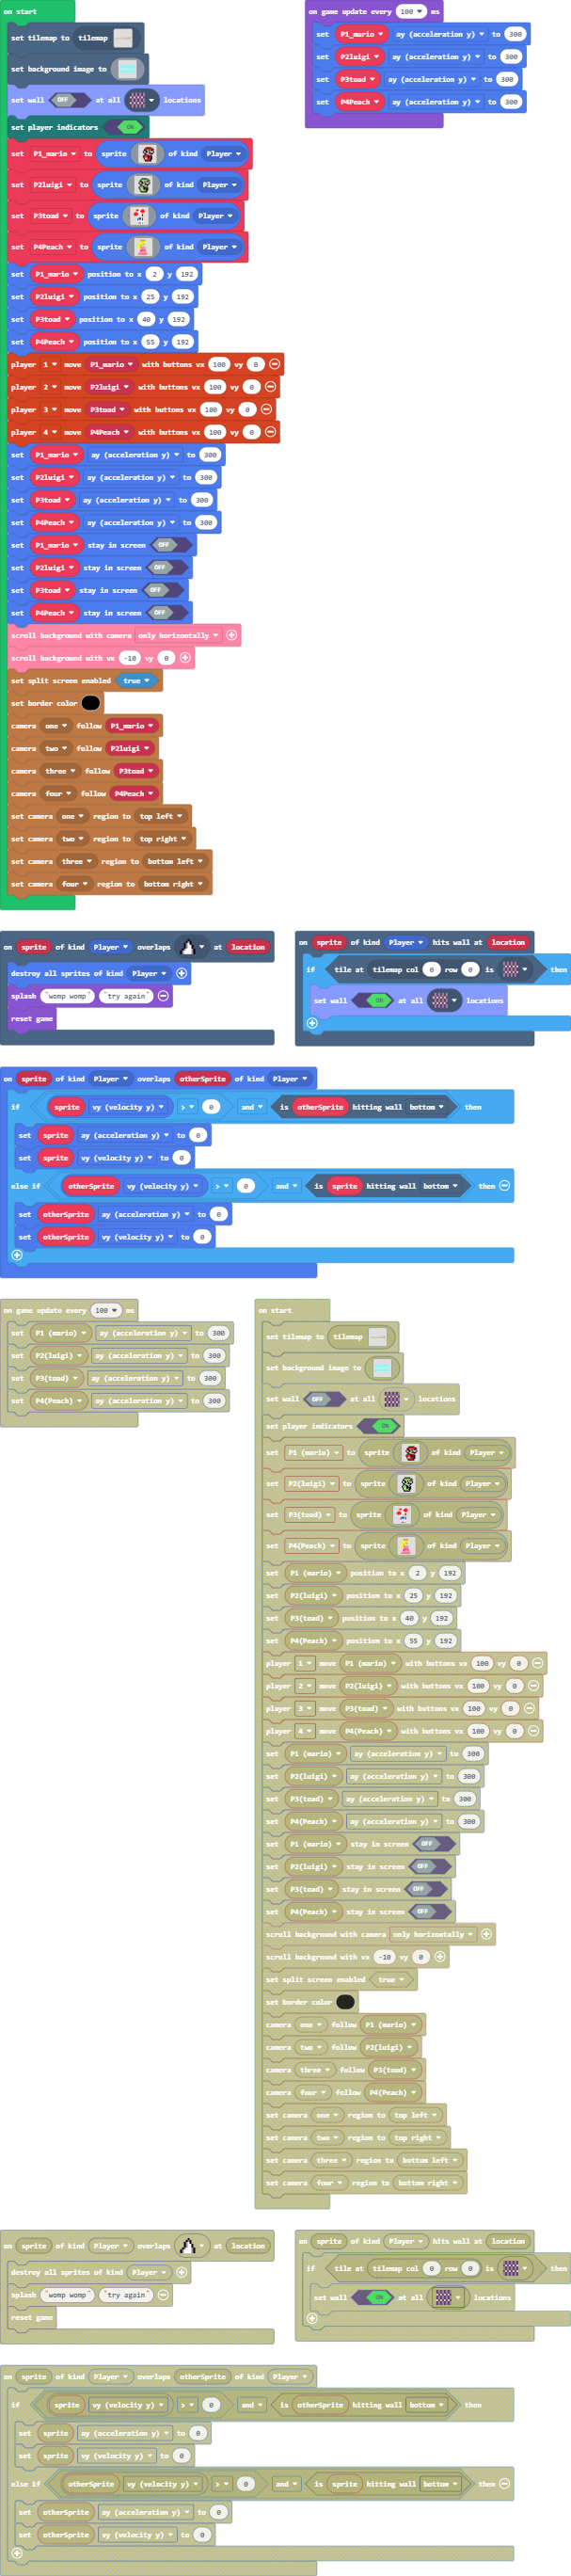 on start
set tilemap to tilemap
set background image to
set wall OFF at all locations
set player indicators ON
set P1_mario to sprite of kind Player
set P2luigi to sprite of kind Player
set P3toad to sprite of kind Player
set P4Peach to sprite of kind Player
set P1_mario position to x 2 y 192
set P2luigi position to x 25 y 192
set P3toad position to x 40 y 192
set P4Peach position to x 55 y 192
player 1 move P1_mario with buttons vx 100 vy 0
player 2 move P2luigi with buttons vx 100 vy 0
player 3 move P3toad with buttons vx 100 vy 0
player 4 move P4Peach with buttons vx 100 vy 0
set P1_mario ay (acceleration y) to 300
set P2luigi ay (acceleration y) to 300
set P3toad ay (acceleration y) to 300
set P4Peach ay (acceleration y) to 300
set P1_mario stay in screen OFF
set P2luigi stay in screen OFF
set P3toad stay in screen OFF
set P4Peach stay in screen OFF
scroll background with camera only horizontally
scroll background with vx -10 vy 0
set split screen enabled true
set border color
camera one follow P1_mario
camera two follow P2luigi
camera three follow P3toad
camera four follow P4Peach
set camera one region to top left
set camera two region to top right
set camera three region to bottom left
set camera four region to bottom right
on game update every 100 ms
set P1_mario ay (acceleration y) to 300
set P2luigi ay (acceleration y) to 300
set P3toad ay (acceleration y) to 300
set P4Peach ay (acceleration y) to 300
on sprite of kind Player overlaps at location
destroy all sprites of kind Player
splash "womp womp" "try again"
reset game
on sprite of kind Player hits wall at location
if tile at tilemap col 0 row 0 is then
set wall ON at all locations
on sprite of kind Player overlaps otherSprite of kind Player
if sprite vy (velocity y) > 0 and is otherSprite hitting wall bottom then
set sprite ay (acceleration y) to 0
set sprite vy (velocity y) to 0
else if otherSprite vy (velocity y) > 0 and is sprite hitting wall bottom then
set otherSprite ay (acceleration y) to 0
set otherSprite vy (velocity y) to 0
on game update every 100 ms
set P1 (mario) ay (acceleration y) to 300
set P2(luigi) ay (acceleration y) to 300
set P3(toad) ay (acceleration y) to 300
set P4(Peach) ay (acceleration y) to 300
on start
set tilemap to tilemap
set background image to
set wall OFF at all locations
set player indicators ON
set P1 (mario) to sprite of kind Player
set P2(luigi) to sprite of kind Player
set P3(toad) to sprite of kind Player
set P4(Peach) to sprite of kind Player
set P1 (mario) position to x 2 y 192
set P2(luigi) position to x 25 y 192
set P3(toad) position to x 40 y 192
set P4(Peach) position to x 55 y 192
player 1 move P1 (mario) with buttons vx 100 vy 0
player 2 move P2(luigi) with buttons vx 100 vy 0
player 3 move P3(toad) with buttons vx 100 vy 0
player 4 move P4(Peach) with buttons vx 100 vy 0
set P1 (mario) ay (acceleration y) to 300
set P2(luigi) ay (acceleration y) to 300
set P3(toad) ay (acceleration y) to 300
set P4(Peach) ay (acceleration y) to 300
set P1 (mario) stay in screen OFF
set P2(luigi) stay in screen OFF
set P3(toad) stay in screen OFF
set P4(Peach) stay in screen OFF
scroll background with camera only horizontally
scroll background with vx -10 vy 0
set split screen enabled true
set border color
camera one follow P1 (mario)
camera two follow P2(luigi)
camera three follow P3(toad)
camera four follow P4(Peach)
set camera one region to top left
set camera two region to top right
set camera three region to bottom left
set camera four region to bottom right
on sprite of kind Player overlaps at location
destroy all sprites of kind Player
splash "womp womp" "try again"
reset game
on sprite of kind Player hits wall at location
if tile at tilemap col 0 row 0 is then
set wall ON at all locations
on sprite of kind Player overlaps otherSprite of kind Player
if sprite vy (velocity y) > 0 and is otherSprite hitting wall bottom then
set sprite ay (acceleration y) to 0
set sprite vy (velocity y) to 0
else if otherSprite vy (velocity y) > 0 and is sprite hitting wall bottom then
set otherSprite ay (acceleration y) to 0
set otherSprite vy (velocity y) to 0